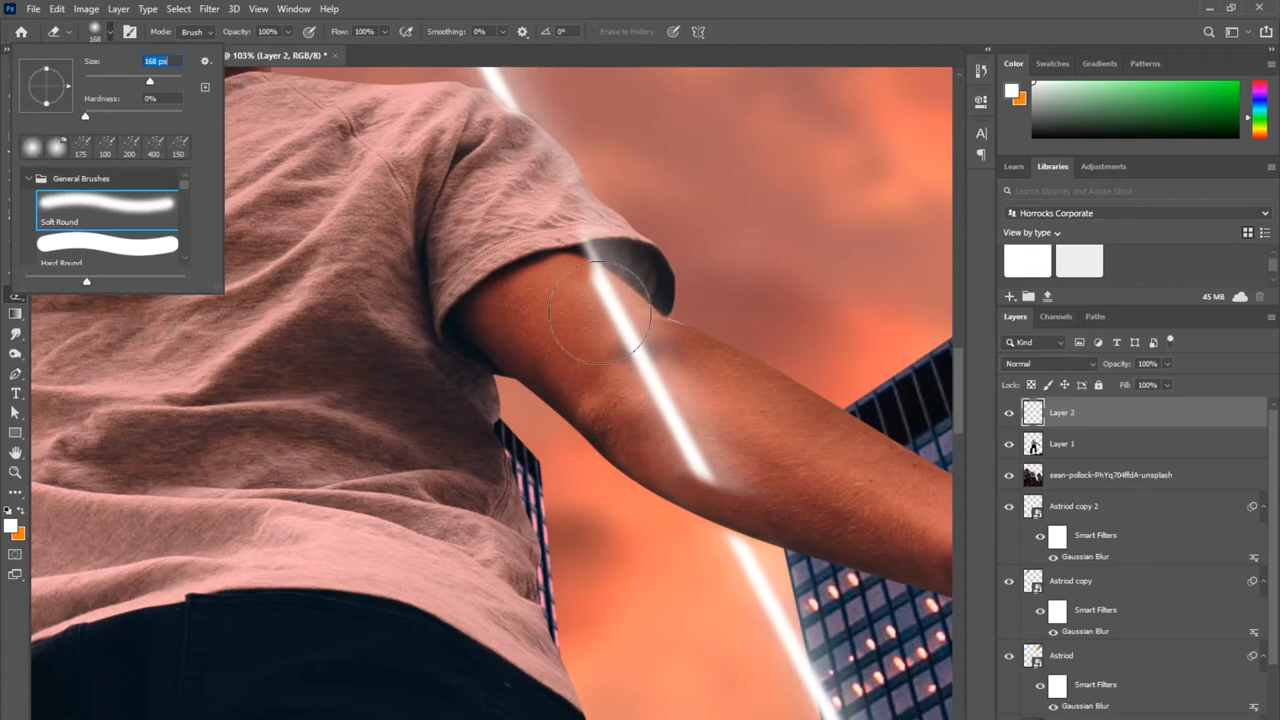 Ps File Edit Image Layer Type Select Filter 3D View Window Help
168 Mode: Brush Opacity: 100% Flow: 100% Smoothing: 0% 0° Erase to History
@ 103% (Layer 2, RGB/8) * ×
Size: 168 px
Hardness: 0%
175 100 200 400 150
General Brushes
Soft Round
Hard Round
Color Swatches Gradients Patterns
Learn Libraries Adjustments
Search libraries and Adobe Stock
Horrocks Corporate
View by type
45 MB
Layers Channels Paths
Kind
Normal Opacity: 100%
Lock: Fill: 100%
Layer 2
Layer 1
sean-pollock-PhYq704ffdA-unsplash
Astriod copy 2
Smart Filters
Gaussian Blur
Astriod copy
Smart Filters
Gaussian Blur
Astriod
Smart Filters
Gaussian Blur